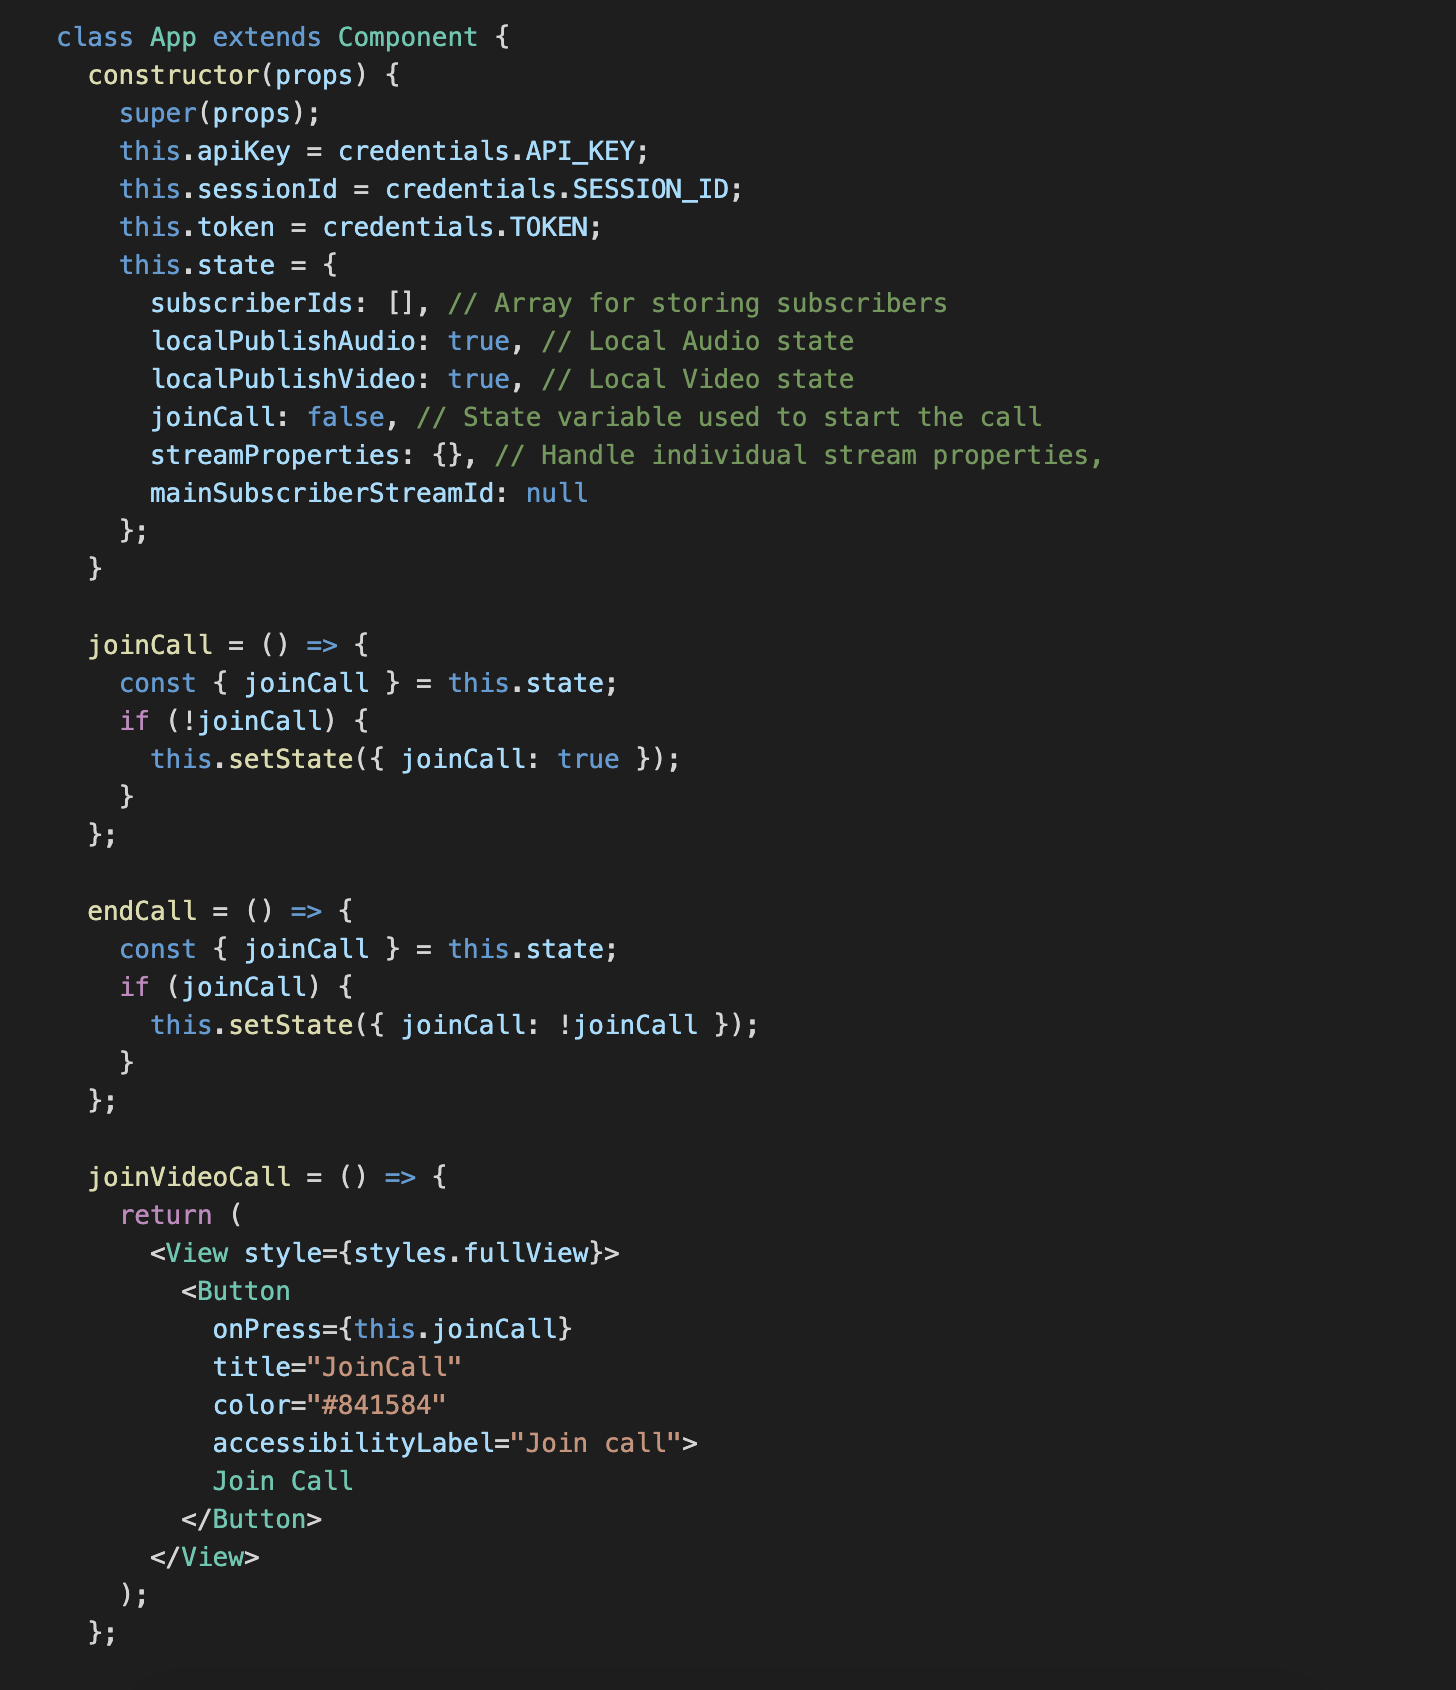 class App extends Component {
  constructor(props) {
    super(props);
    this.apiKey = credentials.API_KEY;
    this.sessionId = credentials.SESSION_ID;
    this.token = credentials.TOKEN;
    this.state = {
      subscriberIds: [], // Array for storing subscribers
      localPublishAudio: true, // Local Audio state
      localPublishVideo: true, // Local Video state
      joinCall: false, // State variable used to start the call
      streamProperties: {}, // Handle individual stream properties,
      mainSubscriberStreamId: null
    };
  }

  joinCall = () => {
    const { joinCall } = this.state;
    if (!joinCall) {
      this.setState({ joinCall: true });
    }
  };

  endCall = () => {
    const { joinCall } = this.state;
    if (joinCall) {
      this.setState({ joinCall: !joinCall });
    }
  };

  joinVideoCall = () => {
    return (
      <View style={styles.fullView}>
        <Button
          onPress={this.joinCall}
          title="JoinCall"
          color="#841584"
          accessibilityLabel="Join call">
          Join Call
        </Button>
      </View>
    );
  };